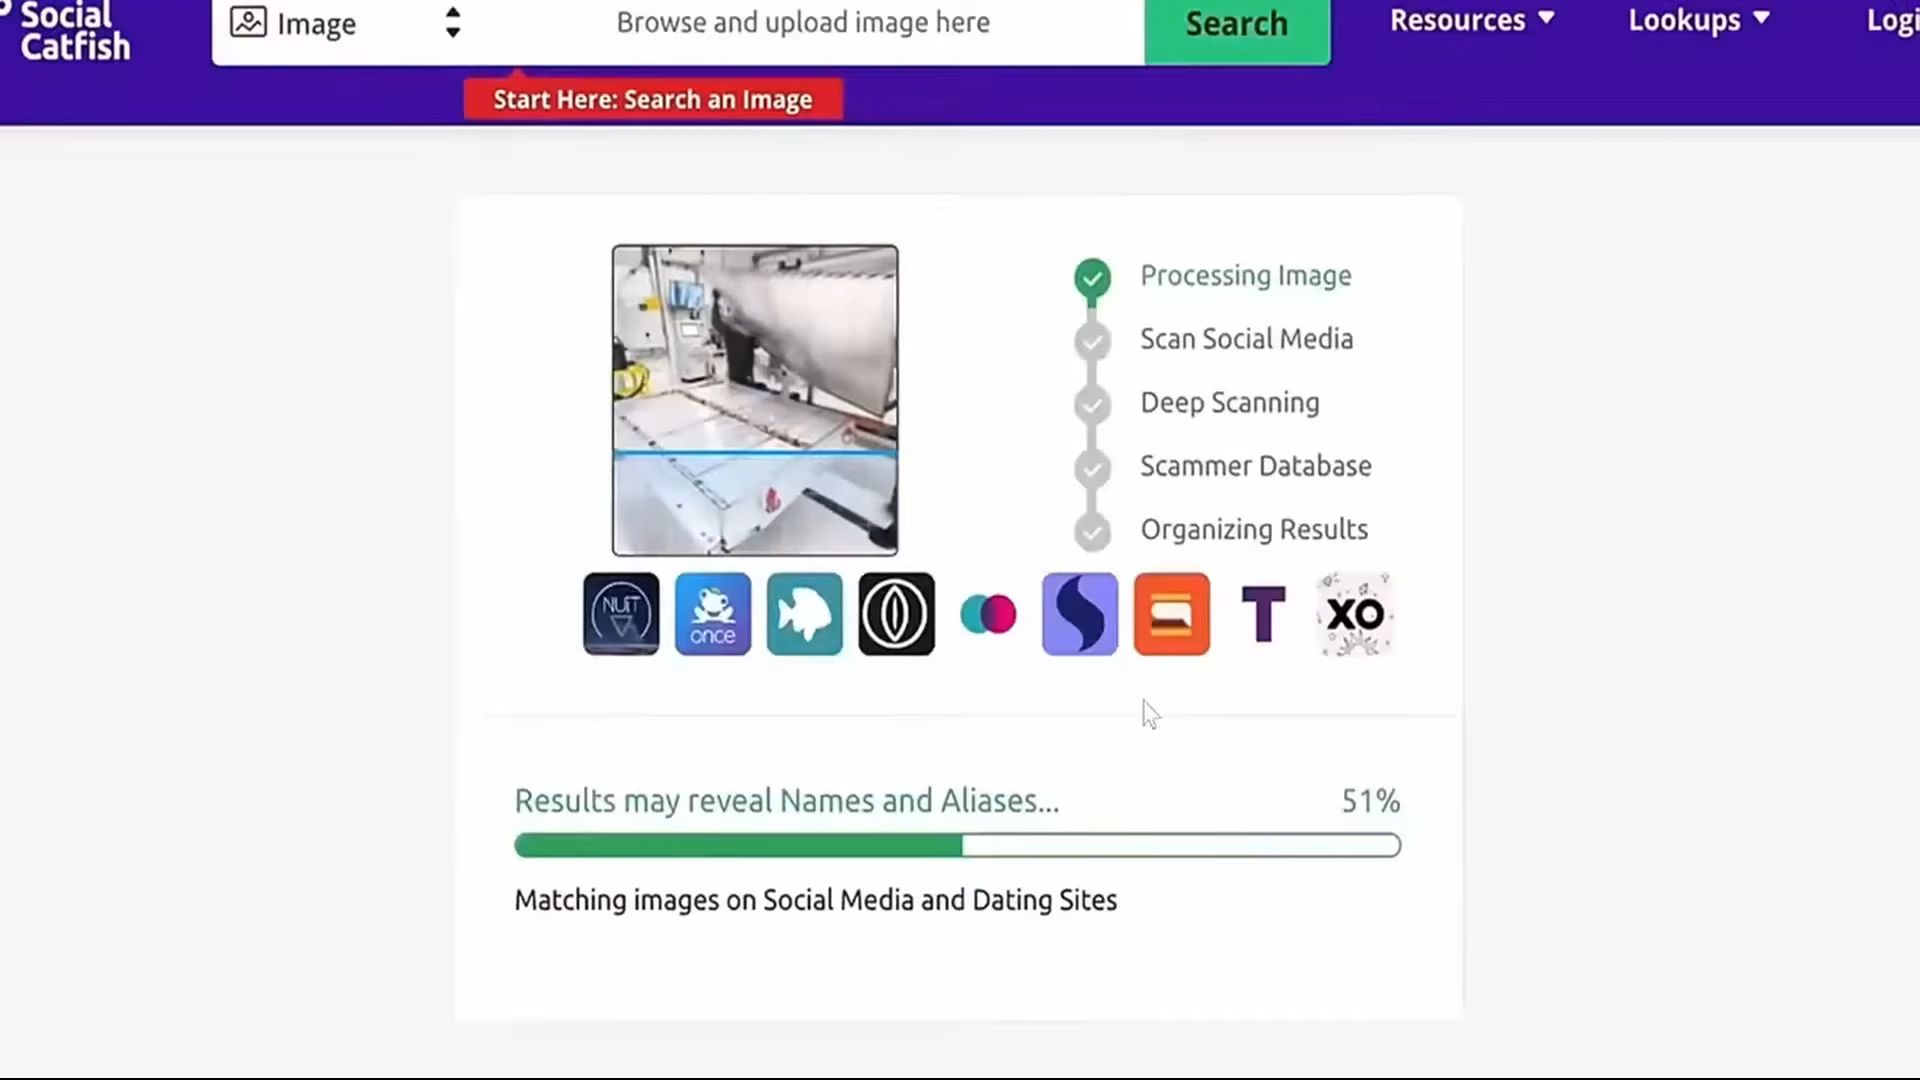 Social
Catfish
Image
Browse and upload image here
Search
Resources
Lookups
Logi
Start Here: Search an Image
Processing Image
Scan Social Media
Deep Scanning
Scammer Database
Organizing Results
NUiT
once
T
XO
Results may reveal Names and Aliases...
51%
Matching images on Social Media and Dating Sites